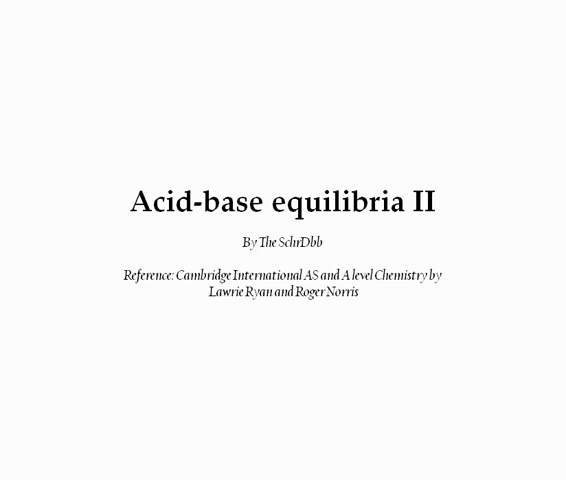 Acid-base equilibria II
By The SchrDbb
Reference: Cambridge International AS and A level Chemistry by
Lawrie Ryan and Roger Norris